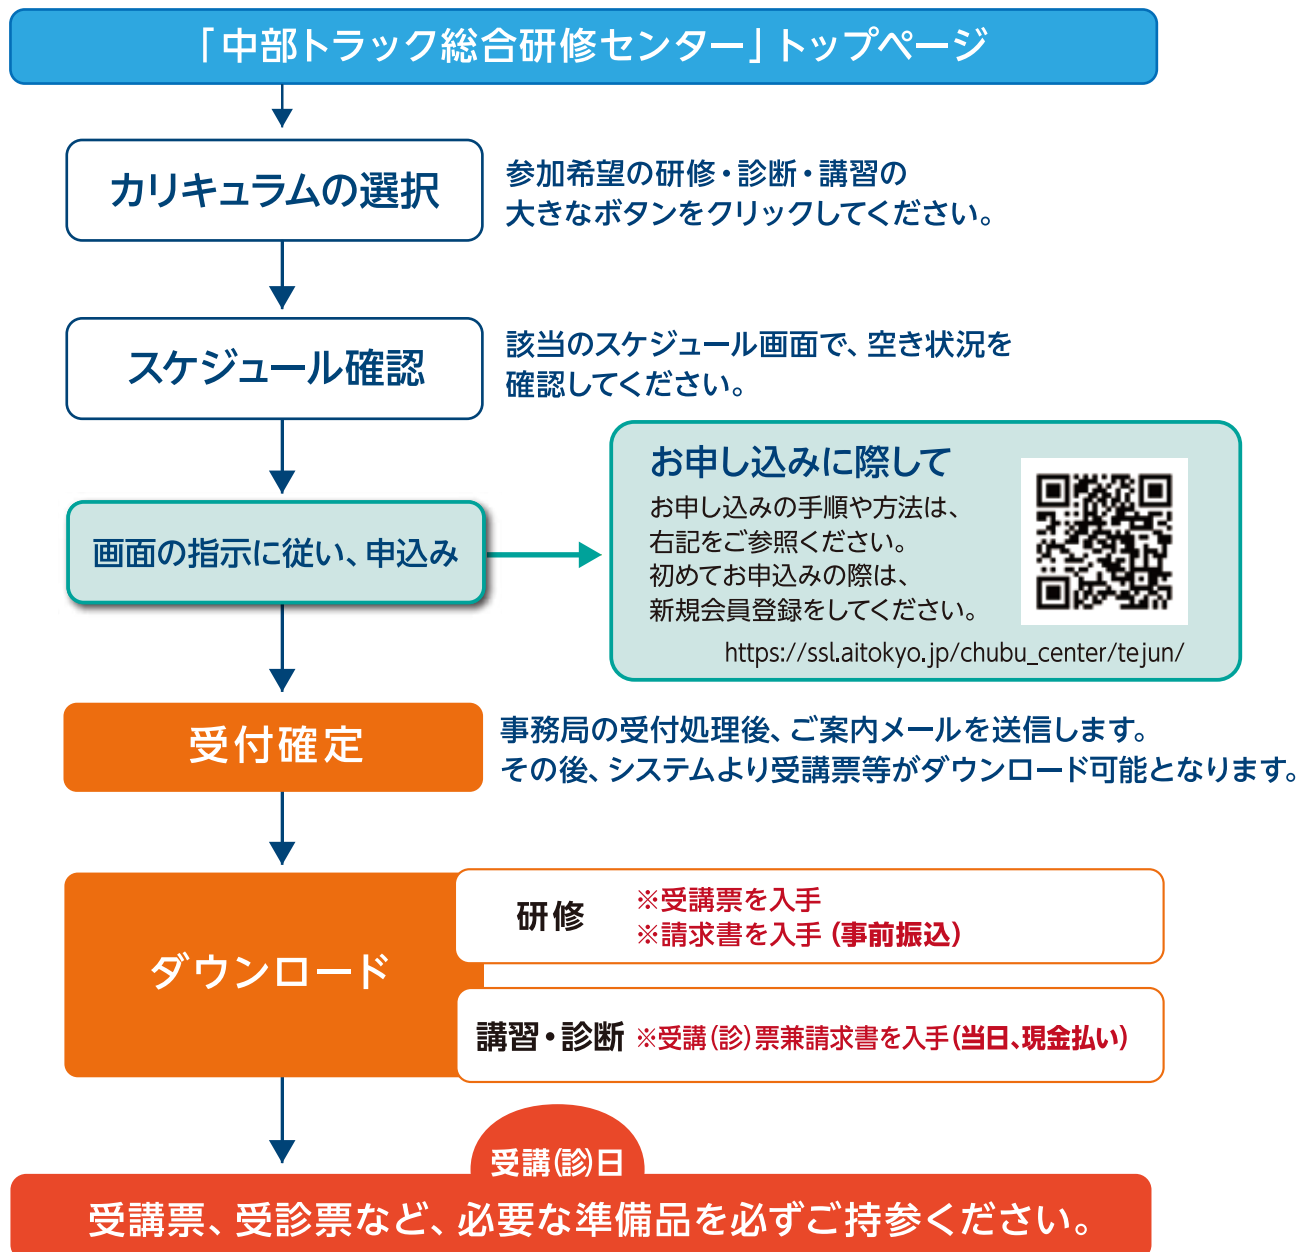 「中部トラック総合研修センター」トップページ
カリキュラムの選択
参加希望の研修・診断・講習の
大きなボタンをクリックしてください。
スケジュール確認
該当のスケジュール画面で、空き状況を
確認してください。
画面の指示に従い、申込み
お申し込みに際して
お申し込みの手順や方法は、
右記をご参照ください。
初めてお申込みの際は、
新規会員登録をしてください。
https://ssl.aitokyo.jp/chubu_center/tejun/
受付確定
事務局の受付処理後、ご案内メールを送信します。
その後、システムより受講票等がダウンロード可能となります。
ダウンロード
研修
※受講票を入手
※請求書を入手（事前振込）
講習・診断 ※受講（診）票兼請求書を入手（当日、現金払い）
受講（診）日
受講票、受診票など、必要な準備品を必ずご持参ください。